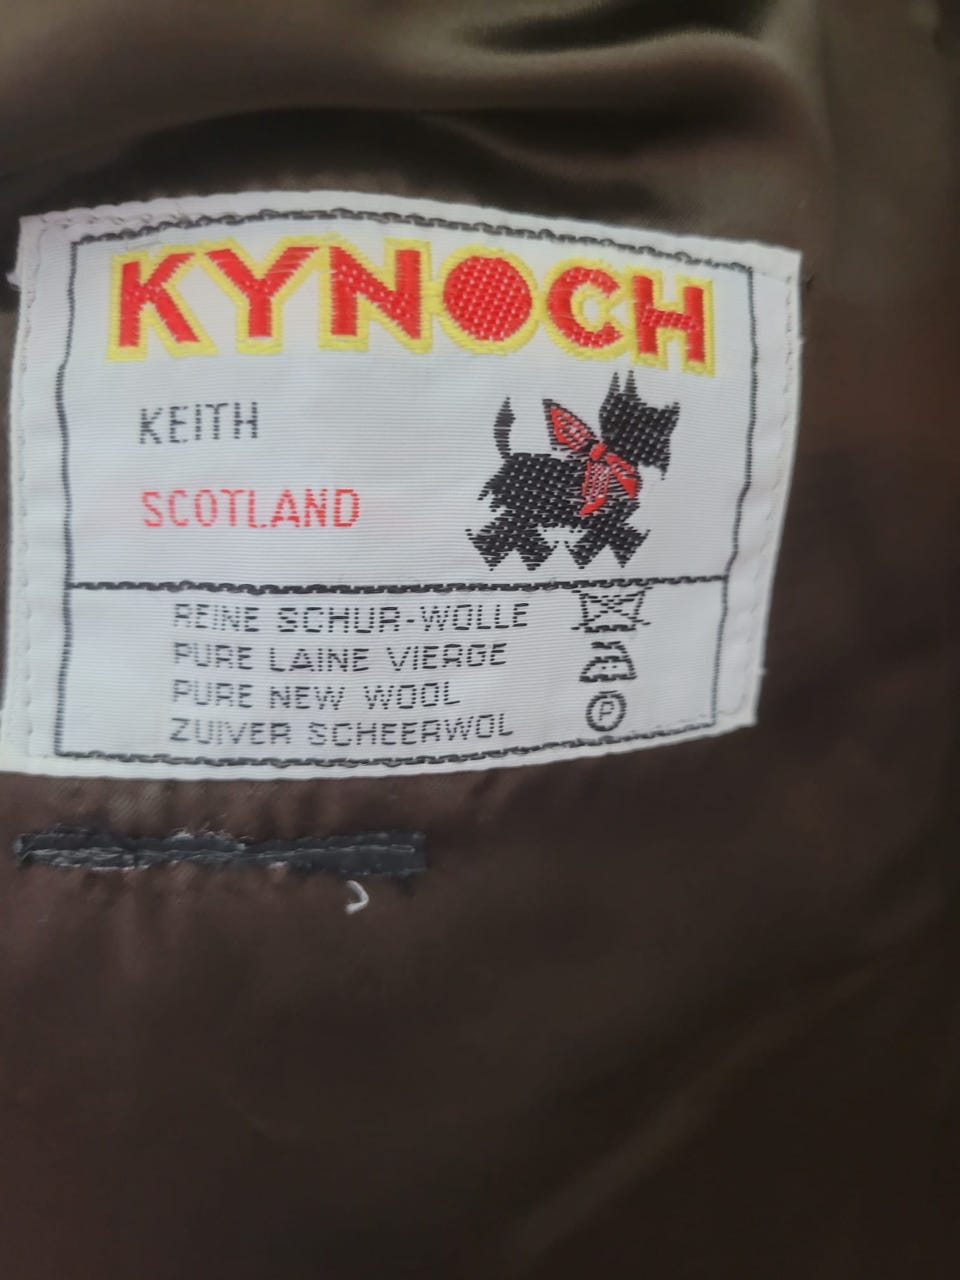 KYNOCH
KEITH
SCOTLAND
REINE SCHUR-WOLLE
PURE LAINE VIERGE
PURE NEW WOOL
ZUIVER SCHEERWOL
P